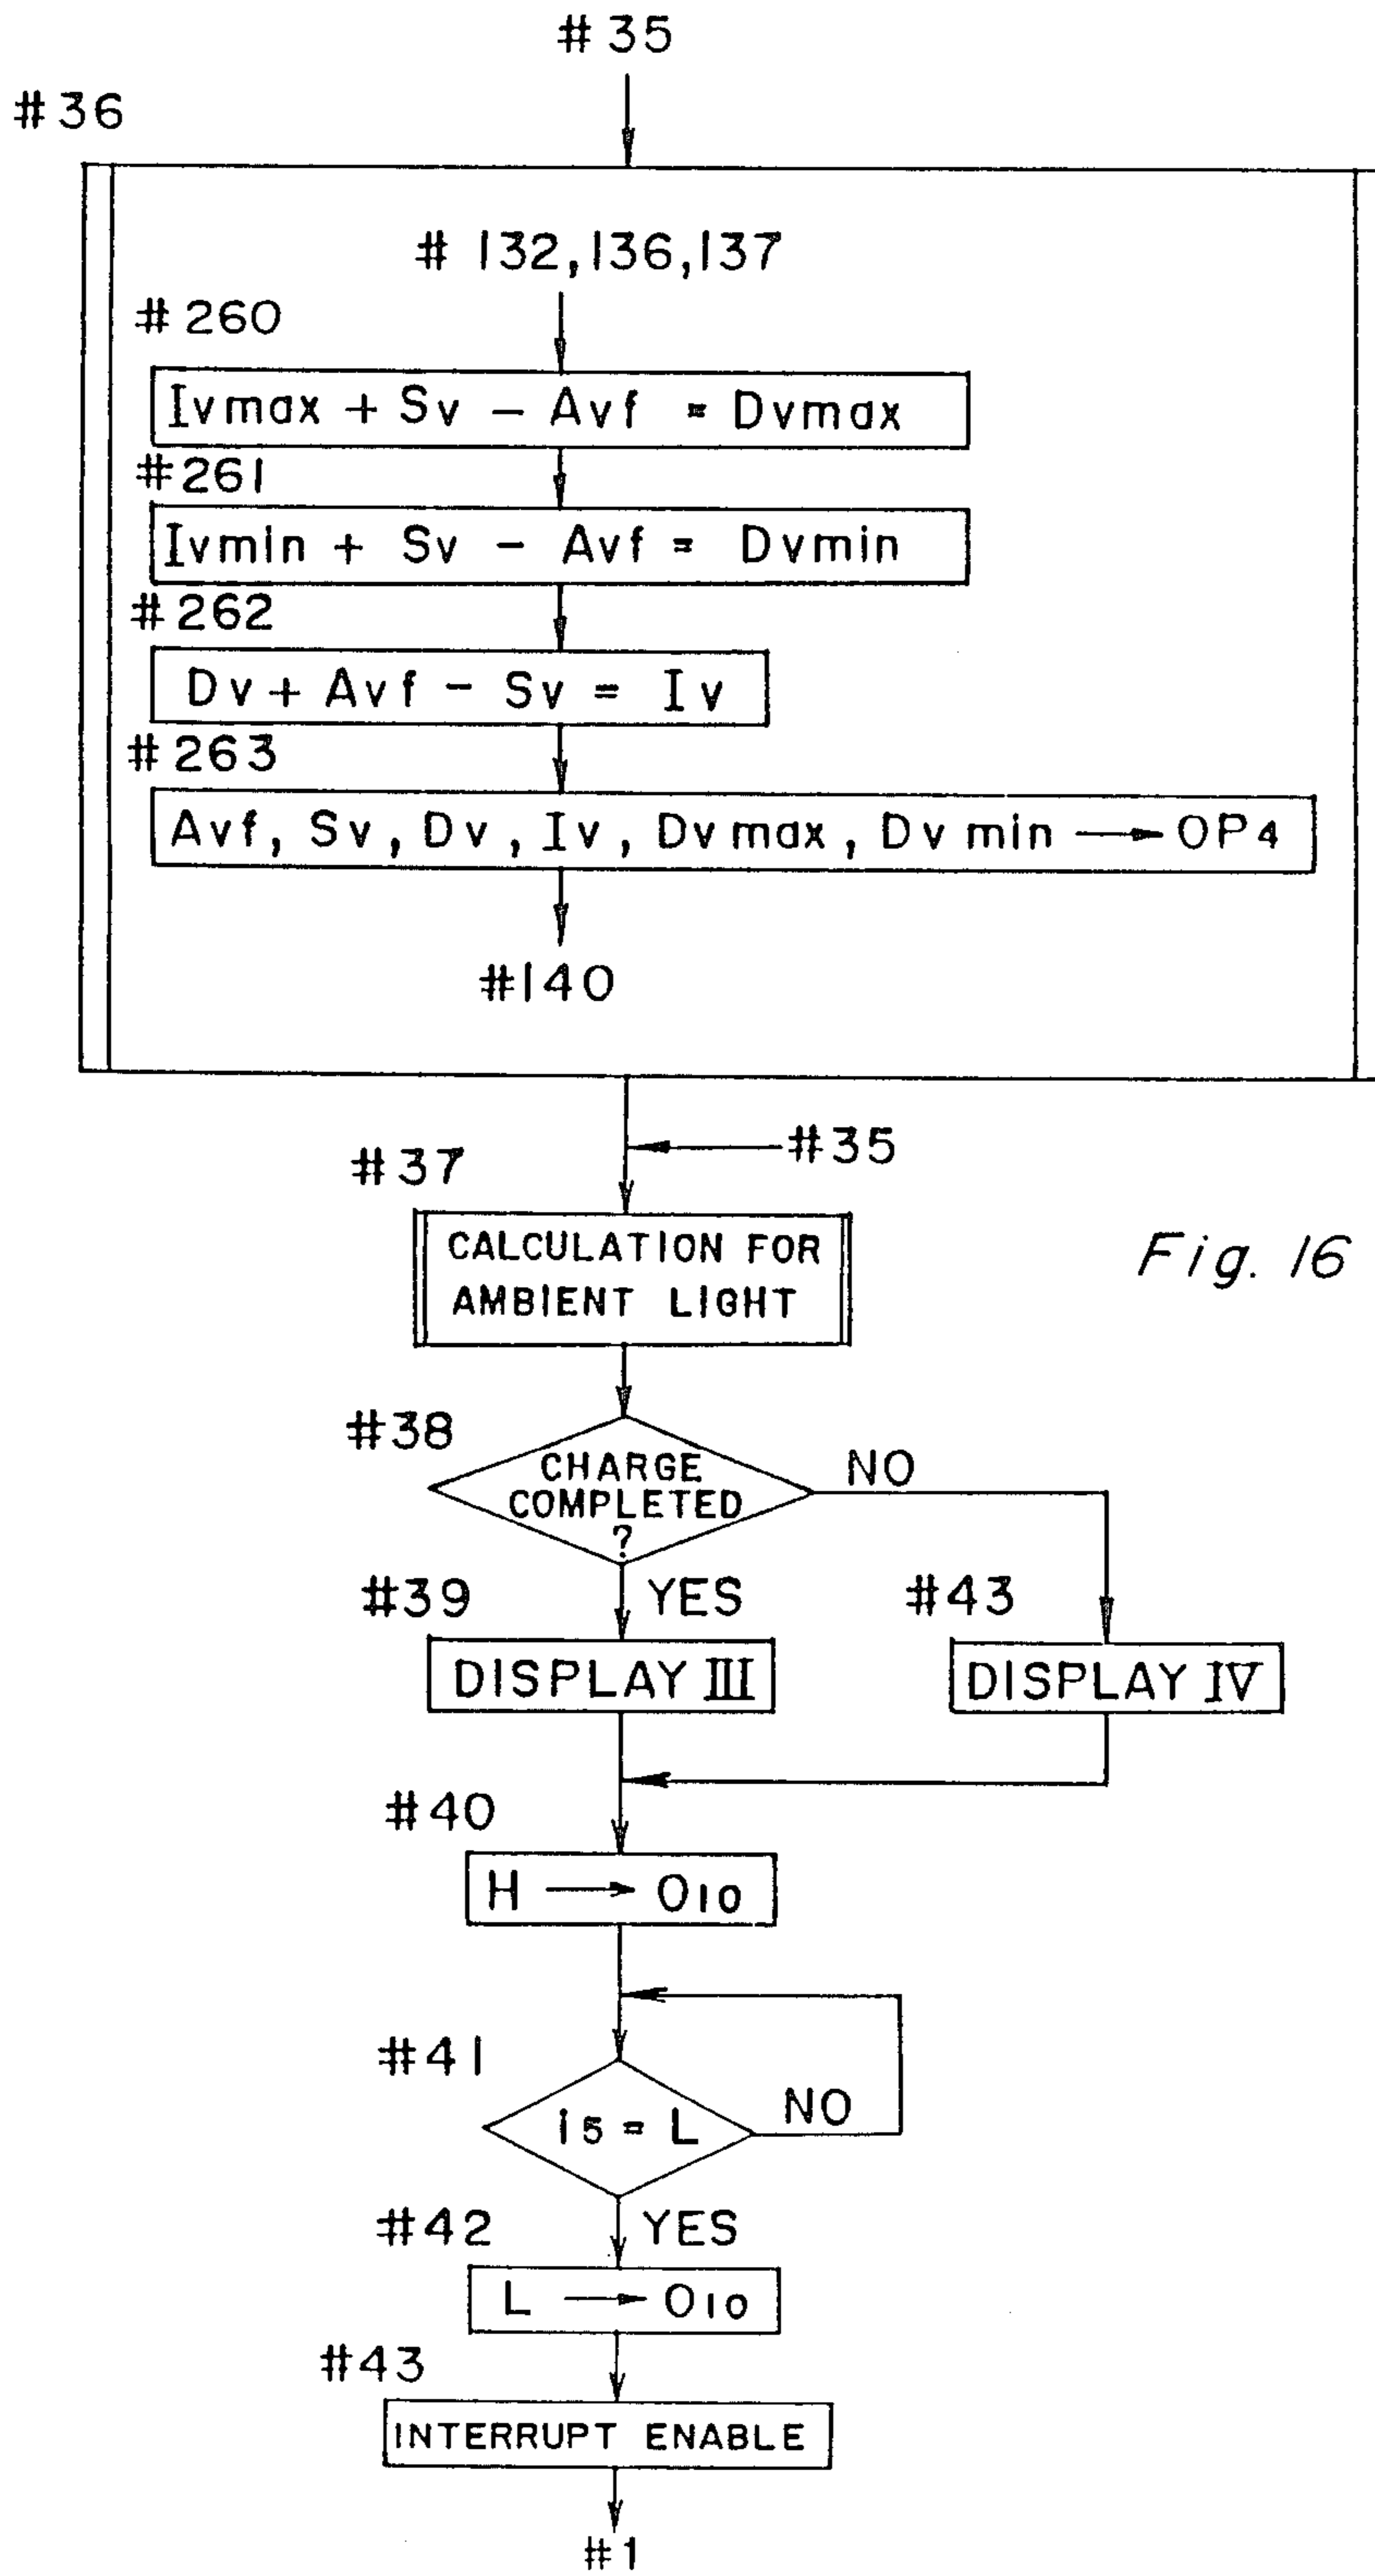 #35
#36
# 132,136,137
#260
Ivmax + Sv - Avf = Dvmax
#261
Ivmin + Sv - Avf = Dvmin
#262
Dv + Avf - Sv = Iv
#263
Avf, Sv, Dv, Iv, Dvmax, Dvmin → OP4
#140
#35
#37
CALCULATION FOR
AMBIENT LIGHT
Fig. 16
#38
CHARGE
COMPLETED
?
NO
#39
YES
#43
DISPLAY III
DISPLAY IV
#40
H → O10
#41
i5 = L
NO
#42
YES
L → O10
#43
INTERRUPT ENABLE
#1